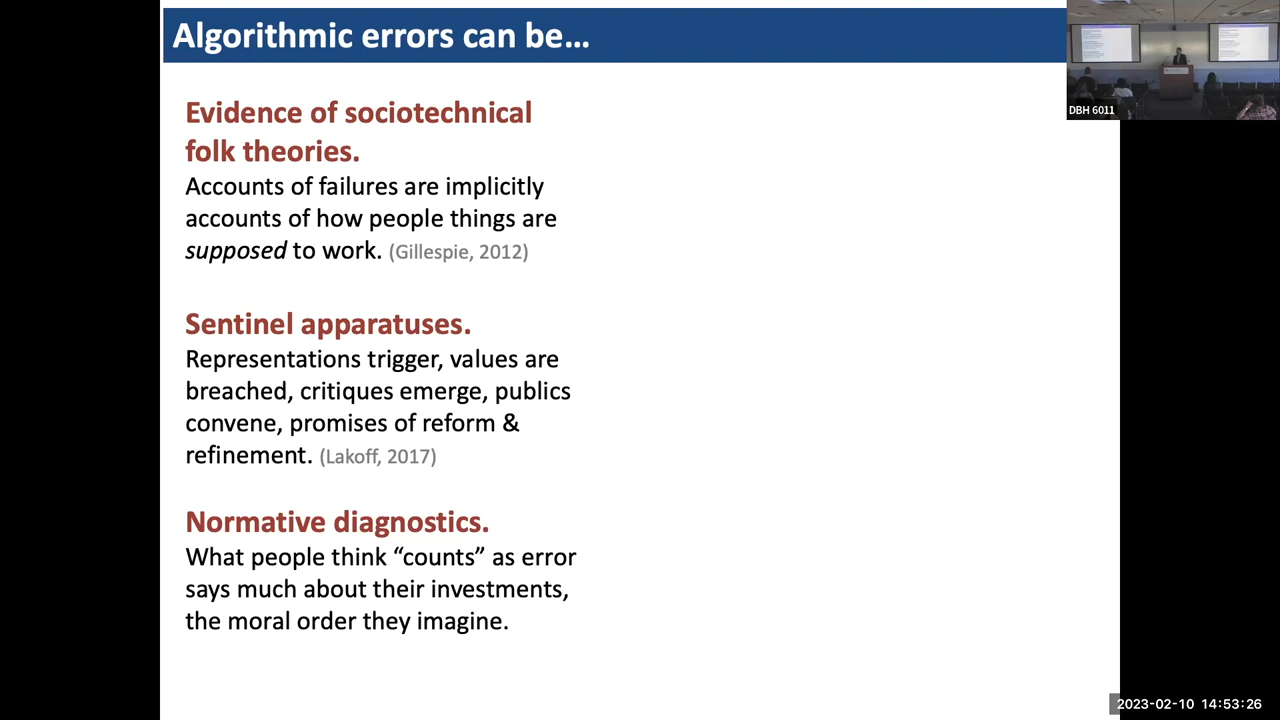 Algorithmic errors can be…
DBH 6011
Evidence of sociotechnical
folk theories.
Accounts of failures are implicitly
accounts of how people things are
supposed to work. (Gillespie, 2012)
Sentinel apparatuses.
Representations trigger, values are
breached, critiques emerge, publics
convene, promises of reform &
refinement. (Lakoff, 2017)
Normative diagnostics.
What people think “counts” as error
says much about their investments,
the moral order they imagine.
2023-02-10 14:53:26